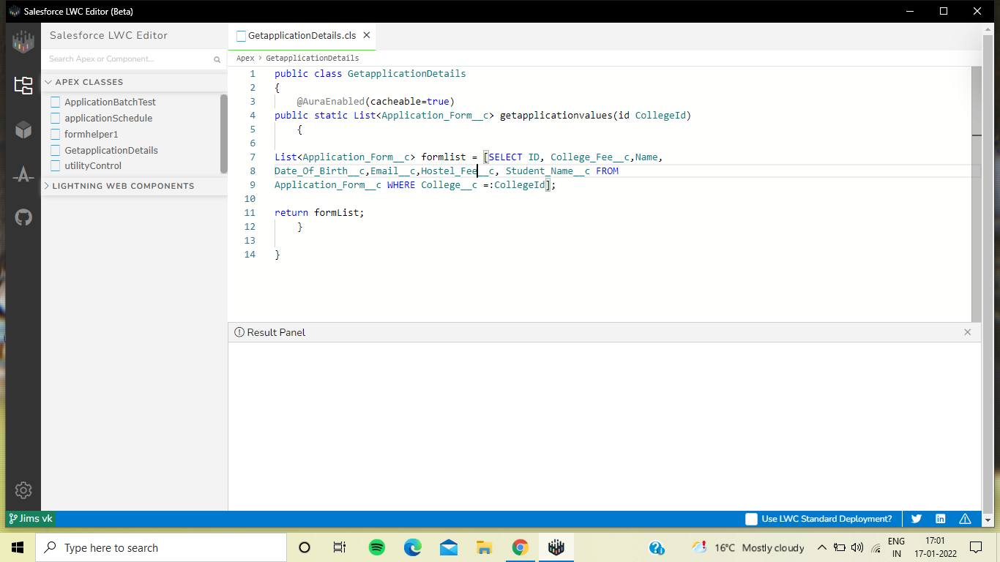 Salesforce LWC Editor (Beta)
Salesforce LWC Editor
Search Apex or Component...
APEX CLASSES
ApplicationBatchTest
applicationSchedule
formhelper1
GetapplicationDetails
utilityControl
LIGHTNING WEB COMPONENTS
GetapplicationDetails.cls
Apex > GetapplicationDetails
1 public class GetapplicationDetails
2 {
3 @AuraEnabled(cacheable=true)
4 public static List<Application_Form__c> getapplicationvalues(id CollegeId)
5 {
6
7 List<Application_Form__c> formlist = [SELECT ID, College_Fee__c,Name,
8 Date_Of_Birth__c,Email__c,Hostel_Fee__c, Student_Name__c FROM
9 Application_Form__c WHERE College__c =:CollegeId];
10
11 return formList;
12 }
13
14 }
Result Panel
Jims vk
Use LWC Standard Deployment?
Type here to search
16°C Mostly cloudy
ENG
IN
17:01
17-01-2022